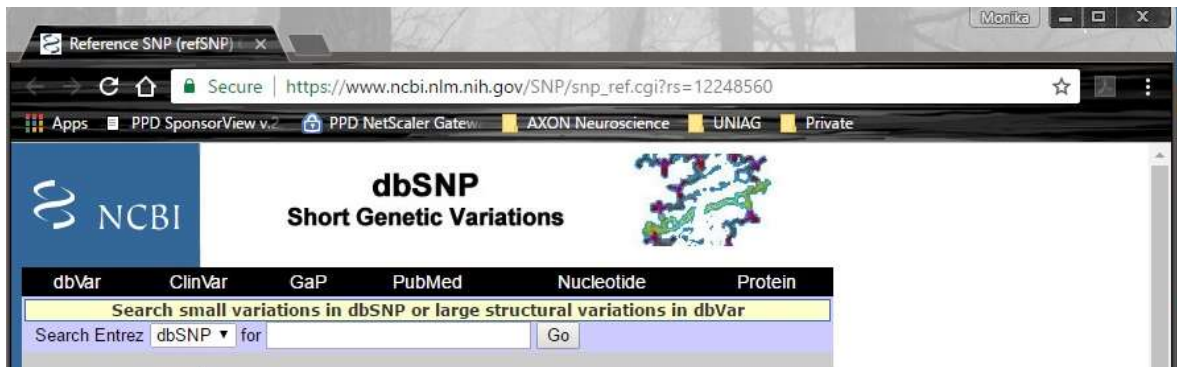 Monika
Reference SNP (refSNP)
Secure | https://www.ncbi.nlm.nih.gov/SNP/snp_ref.cgi?rs=12248560
Apps PPD SponsorView v.2 PPD NetScaler Gatew AXON Neuroscience UNIAG Private
NCBI
dbSNP
Short Genetic Variations
dbVar ClinVar GaP PubMed Nucleotide Protein
Search small variations in dbSNP or large structural variations in dbVar
Search Entrez dbSNP for Go